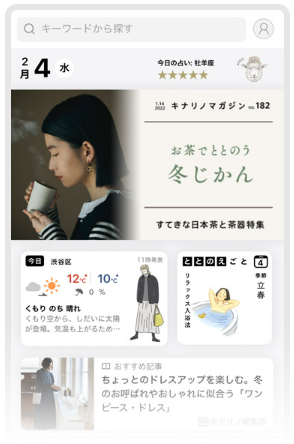 キーワードから探す
2月 4 水
今日の占い: 牡羊座
★★★★★
1.14 2022 キナリノマガジン VOL.182
お茶でととのう
冬じかん
すてきな日本茶と茶器特集
今日 渋谷区 11時発表
12℃ 10℃
0 %
くもり のち 晴れ
くもり空から、しだいに太陽
が登場。気温も上がるため…
ととのえごと
4
季節
立春
リラックス入浴法
おすすめ記事
ちょっとのドレスアップを楽しむ。冬
のお呼ばれやおしゃれに似合う「ワン
ピース・ドレス」
キナリノ編集部